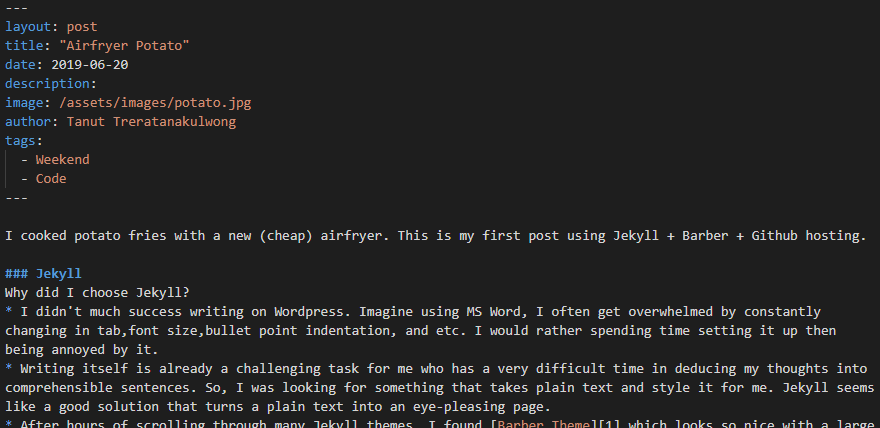 ---
layout: post
title: "Airfryer Potato"
date: 2019-06-20
description:
image: /assets/images/potato.jpg
author: Tanut Treratanakulwong
tags:
  - Weekend
  - Code
---
I cooked potato fries with a new (cheap) airfryer. This is my first post using Jekyll + Barber + Github hosting.
### Jekyll
Why did I choose Jekyll?
* I didn't much success writing on Wordpress. Imagine using MS Word, I often get overwhelmed by constantly
changing in tab,font size,bullet point indentation, and etc. I would rather spending time setting it up then
being annoyed by it.
* Writing itself is already a challenging task for me who has a very difficult time in deducing my thoughts into
comprehensible sentences. So, I was looking for something that takes plain text and style it for me. Jekyll seems
like a good solution that turns a plain text into an eye-pleasing page.
* After hours of scrolling through many Jekyll themes, I found [Barber Theme][1] which looks so nice with a large